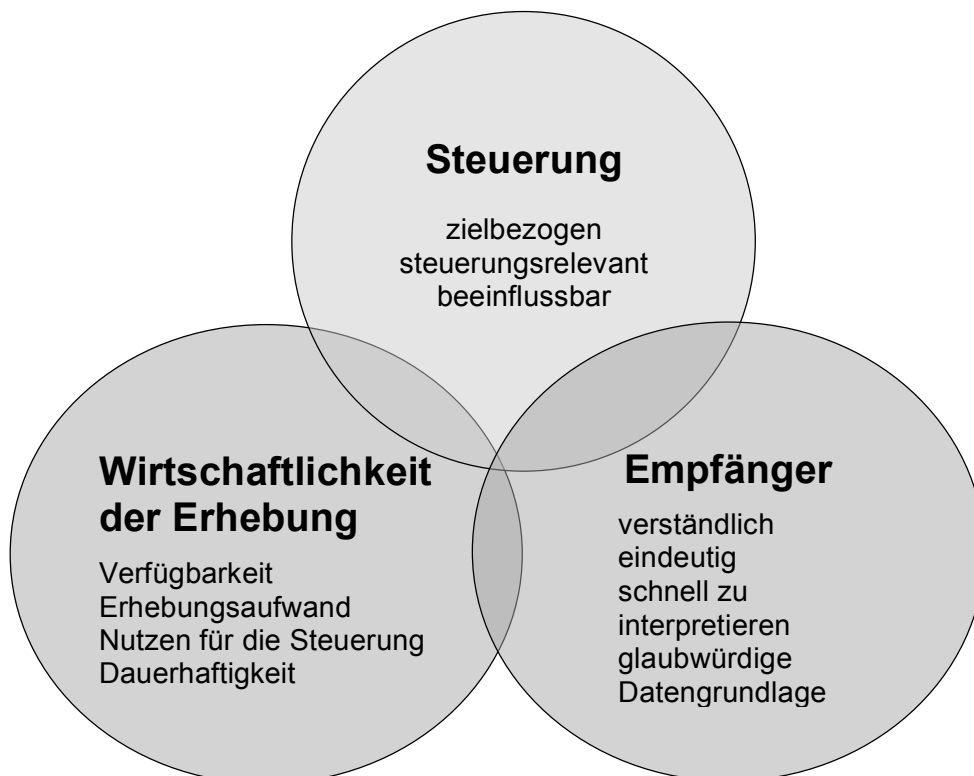 Steuerung
zielbezogen
steuerungsrelevant
beeinflussbar
Wirtschaftlichkeit
der Erhebung
Verfügbarkeit
Erhebungsaufwand
Nutzen für die Steuerung
Dauerhaftigkeit
Empfänger
verständlich
eindeutig
schnell zu
interpretieren
glaubwürdige
Datengrundlage